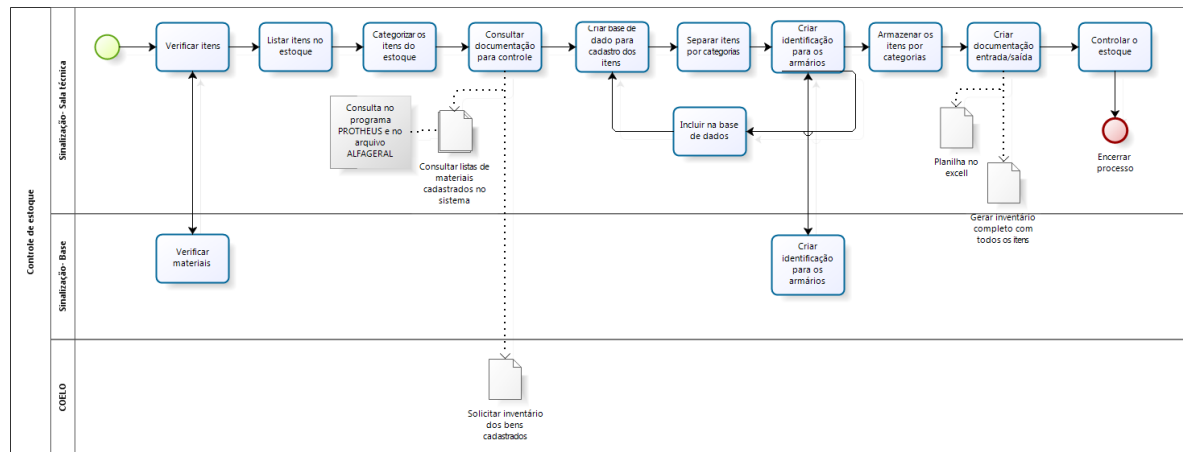 Controle de estoque
Sinalização- Sala técnica
Verificar itens
Listar itens no
estoque
Categorizar os
itens do
estoque
Consultar
documentação
para controle
Criar base de
dado para
cadastro dos
itens
Separar itens
por categorias
Criar
identificação
para os
armários
Armazenar os
itens por
categorias
Criar
documentação
entrada/saída
Controlar o
estoque
Consulta no
programa
PROTHEUS e no
arquivo
ALFAGERAL
Consultar listas de
materiais
cadastrados no
sistema
Incluir na base
de dados
Planilha no
excell
Gerar inventário
completo com
todos os itens
Encerrar
processo
Sinalização- Base
Verificar
materiais
Criar
identificação
para os
armários
COELO
Solicitar inventário
dos bens
cadastrados